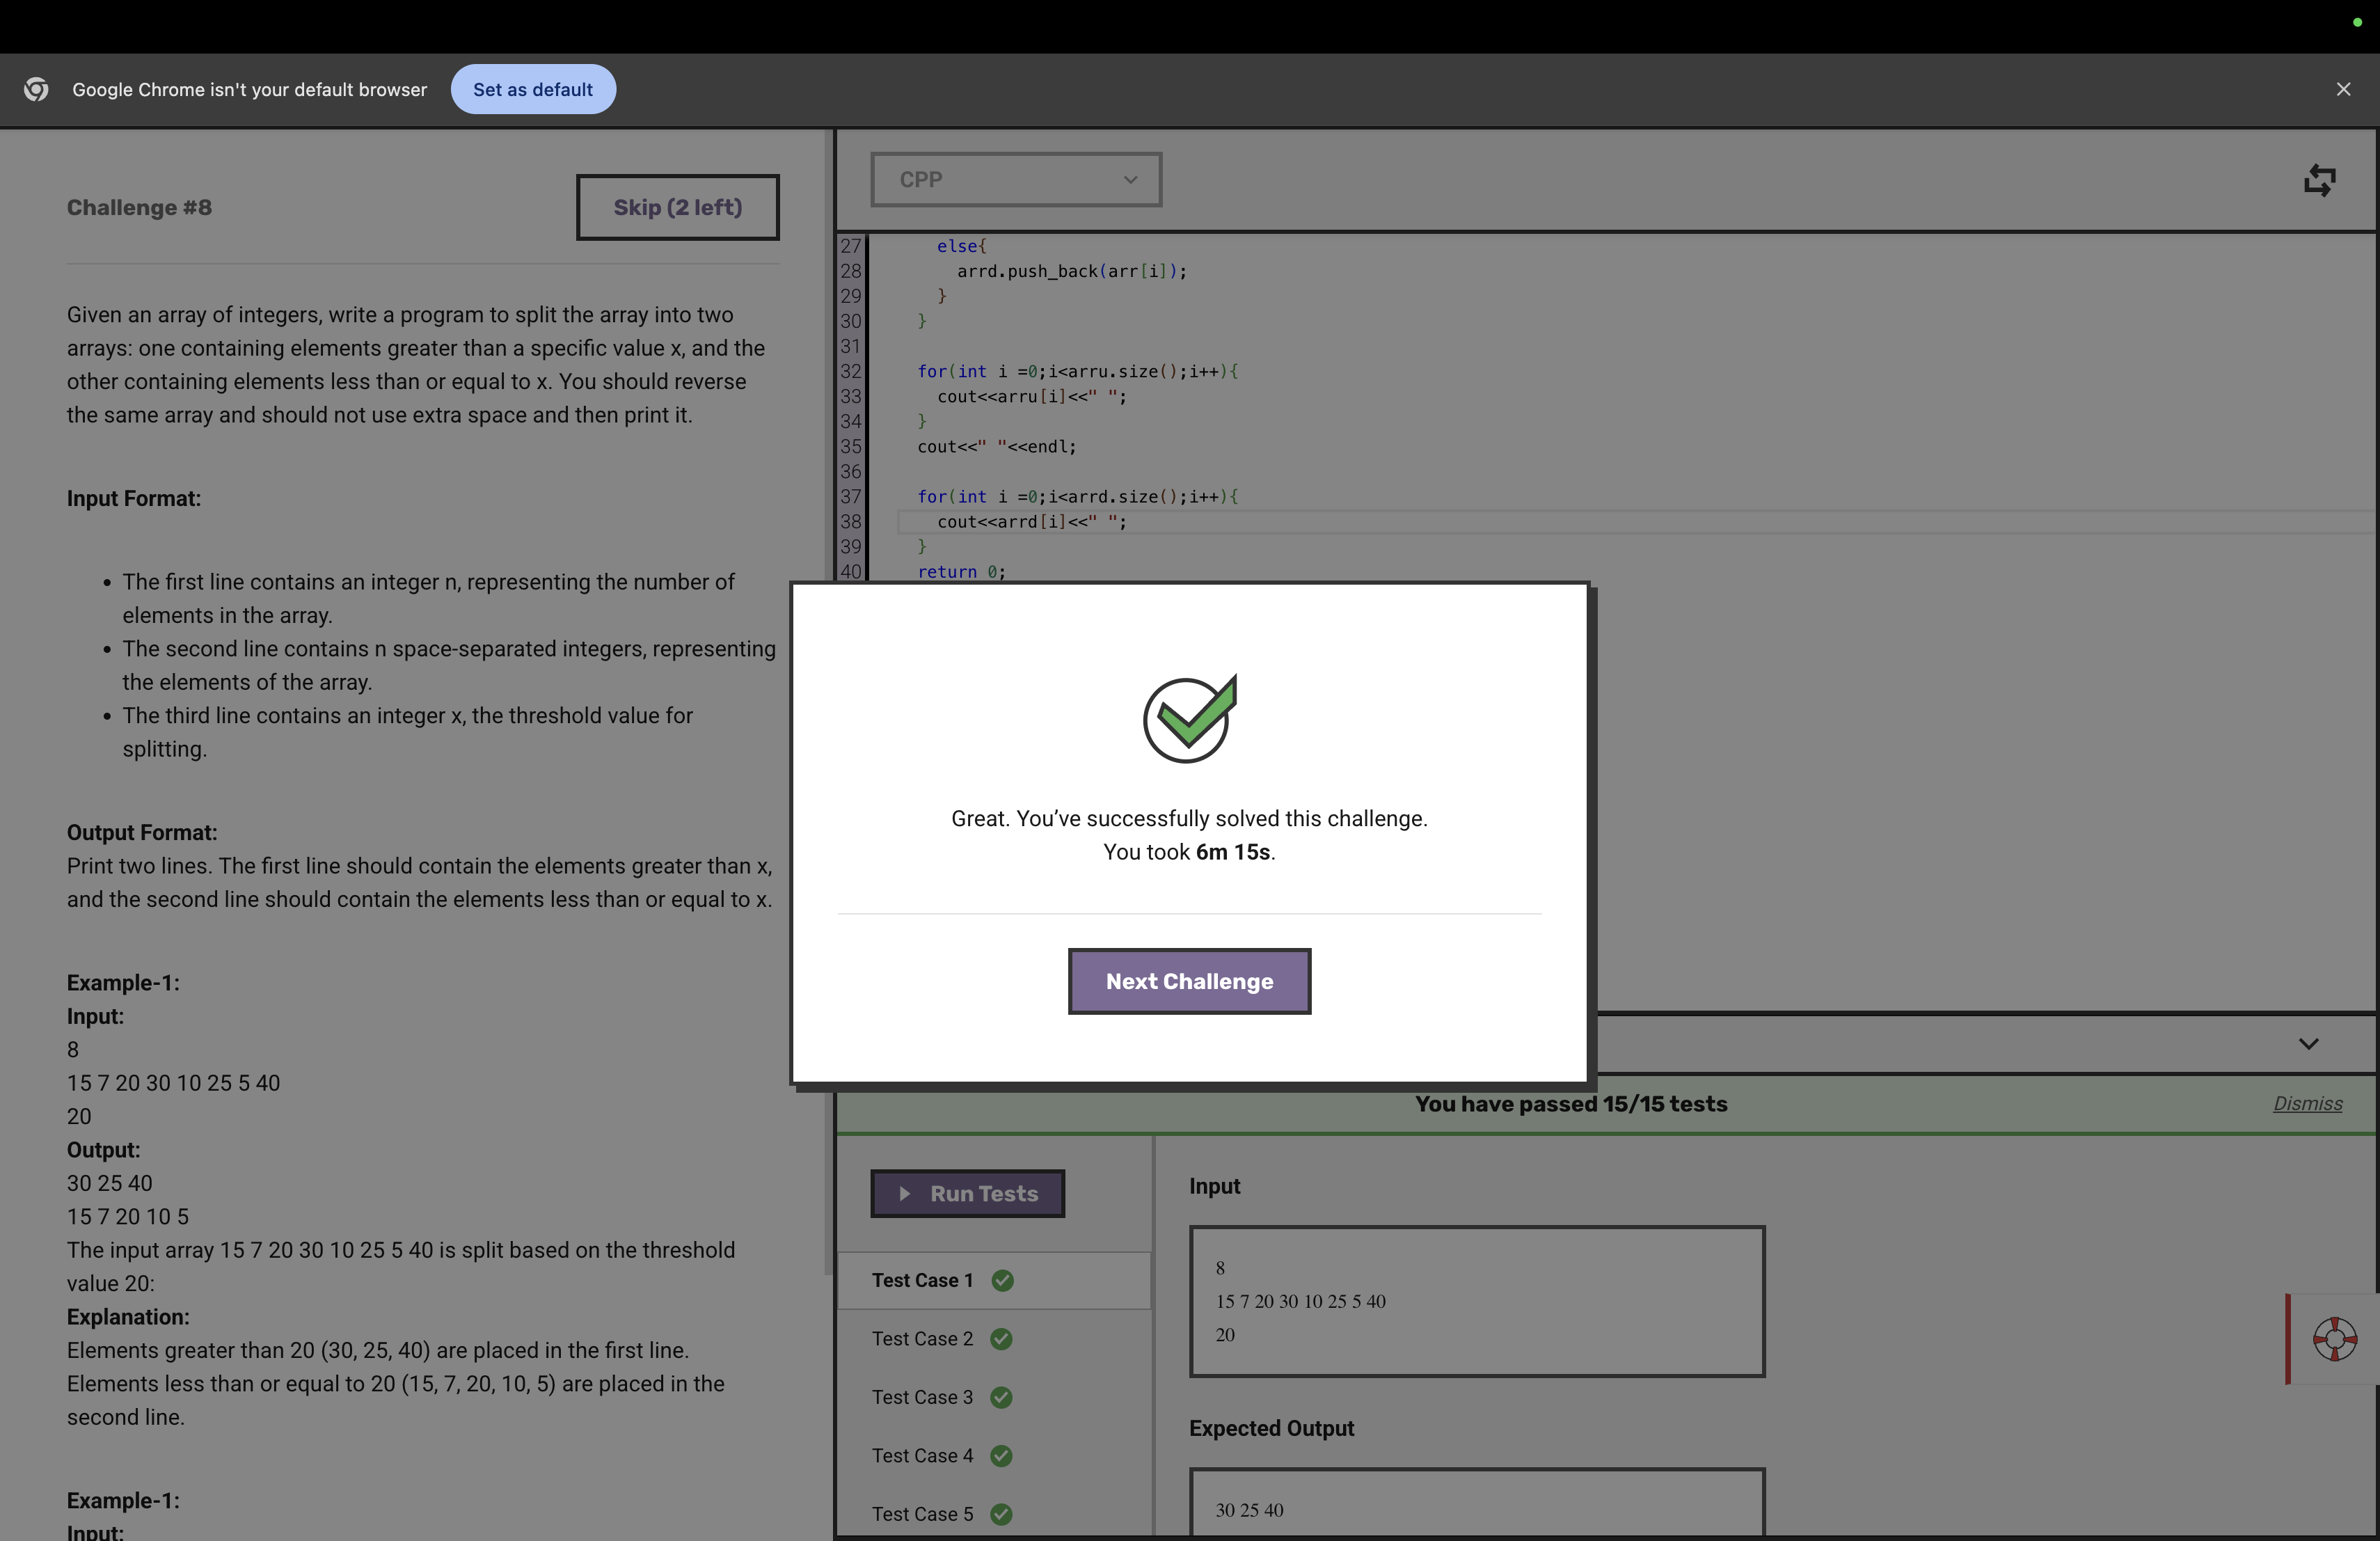 Google Chrome isn't your default browser
Set as default
Challenge #8
Skip (2 left)
Given an array of integers, write a program to split the array into two
arrays: one containing elements greater than a specific value x, and the
other containing elements less than or equal to x. You should reverse
the same array and should not use extra space and then print it.
Input Format:
• The first line contains an integer n, representing the number of
elements in the array.
• The second line contains n space-separated integers, representing
the elements of the array.
• The third line contains an integer x, the threshold value for
splitting.
Output Format:
Print two lines. The first line should contain the elements greater than x,
and the second line should contain the elements less than or equal to x.
Example-1:
Input:
8
15 7 20 30 10 25 5 40
20
Output:
30 25 40
15 7 20 10 5
The input array 15 7 20 30 10 25 5 40 is split based on the threshold
value 20:
Explanation:
Elements greater than 20 (30, 25, 40) are placed in the first line.
Elements less than or equal to 20 (15, 7, 20, 10, 5) are placed in the
second line.
Example-1:
Input:
CPP
27 else{
28 arrd.push_back(arr[i]);
29 }
30 }
31
32 for(int i =0;i<arru.size();i++){
33 cout<<arru[i]<<" ";
34 }
35 cout<<" "<<endl;
36
37 for(int i =0;i<arrd.size();i++){
38 cout<<arrd[i]<<" ";
39 }
40 return 0;
Great. You’ve successfully solved this challenge.
You took 6m 15s.
Next Challenge
You have passed 15/15 tests
Dismiss
Run Tests
Test Case 1
Test Case 2
Test Case 3
Test Case 4
Test Case 5
Input
8
15 7 20 30 10 25 5 40
20
Expected Output
30 25 40